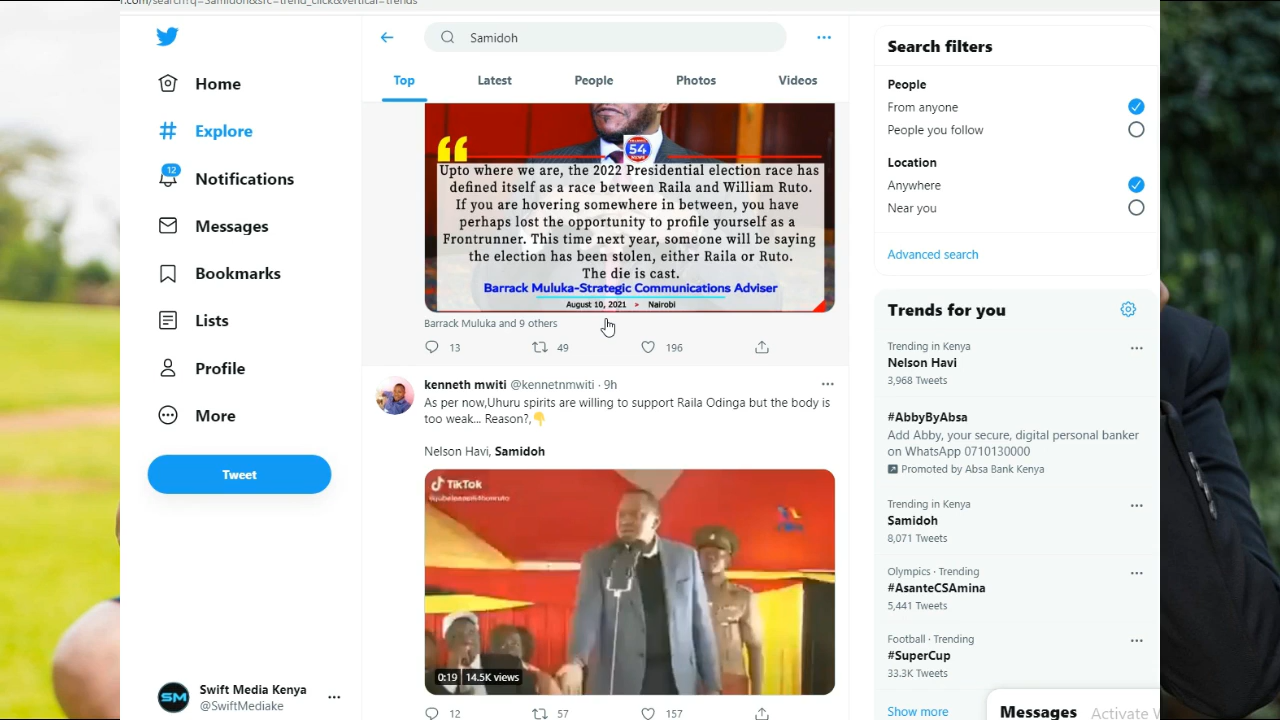 Samidoh
Top
Latest
People
Photos
Videos
Home
Explore
12
Notifications
Messages
Bookmarks
Lists
Profile
More
Tweet
Swift Media Kenya
@SwiftMediake
54
Upto where we are, the 2022 Presidential election race has
defined itself as a race between Raila and William Ruto.
If you are hovering somewhere in between, you have
perhaps lost the opportunity to profile yourself as a
Frontrunner. This time next year, someone will be saying
the election has been stolen, either Raila or Ruto.
The die is cast.
Barrack Muluka-Strategic Communications Adviser
August 10, 2021 > Nairobi
Barrack Muluka and 9 others
13
49
196
kenneth mwiti @kennetnmwiti · 9h
As per now,Uhuru spirits are willing to support Raila Odinga but the body is
too weak... Reason?,👇
Nelson Havi, Samidoh
TikTok
0:19
14.5K views
12
57
157
Search filters
People
From anyone
People you follow
Location
Anywhere
Near you
Advanced search
Trends for you
Trending in Kenya
Nelson Havi
3,968 Tweets
#AbbyByAbsa
Add Abby, your secure, digital personal banker
on WhatsApp 0710130000
Promoted by Absa Bank Kenya
Trending in Kenya
Samidoh
8,071 Tweets
Olympics · Trending
#AsanteCSAmina
5,441 Tweets
Football · Trending
#SuperCup
33.3K Tweets
Show more
Messages
Activate